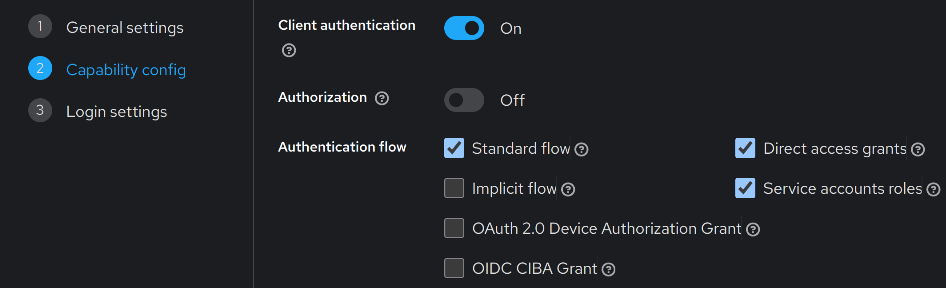 1 General settings
2 Capability config
3 Login settings
Client authentication ? On
Authorization ? Off
Authentication flow
Standard flow ? Direct access grants ?
Implicit flow ? Service accounts roles ?
OAuth 2.0 Device Authorization Grant ?
OIDC CIBA Grant ?